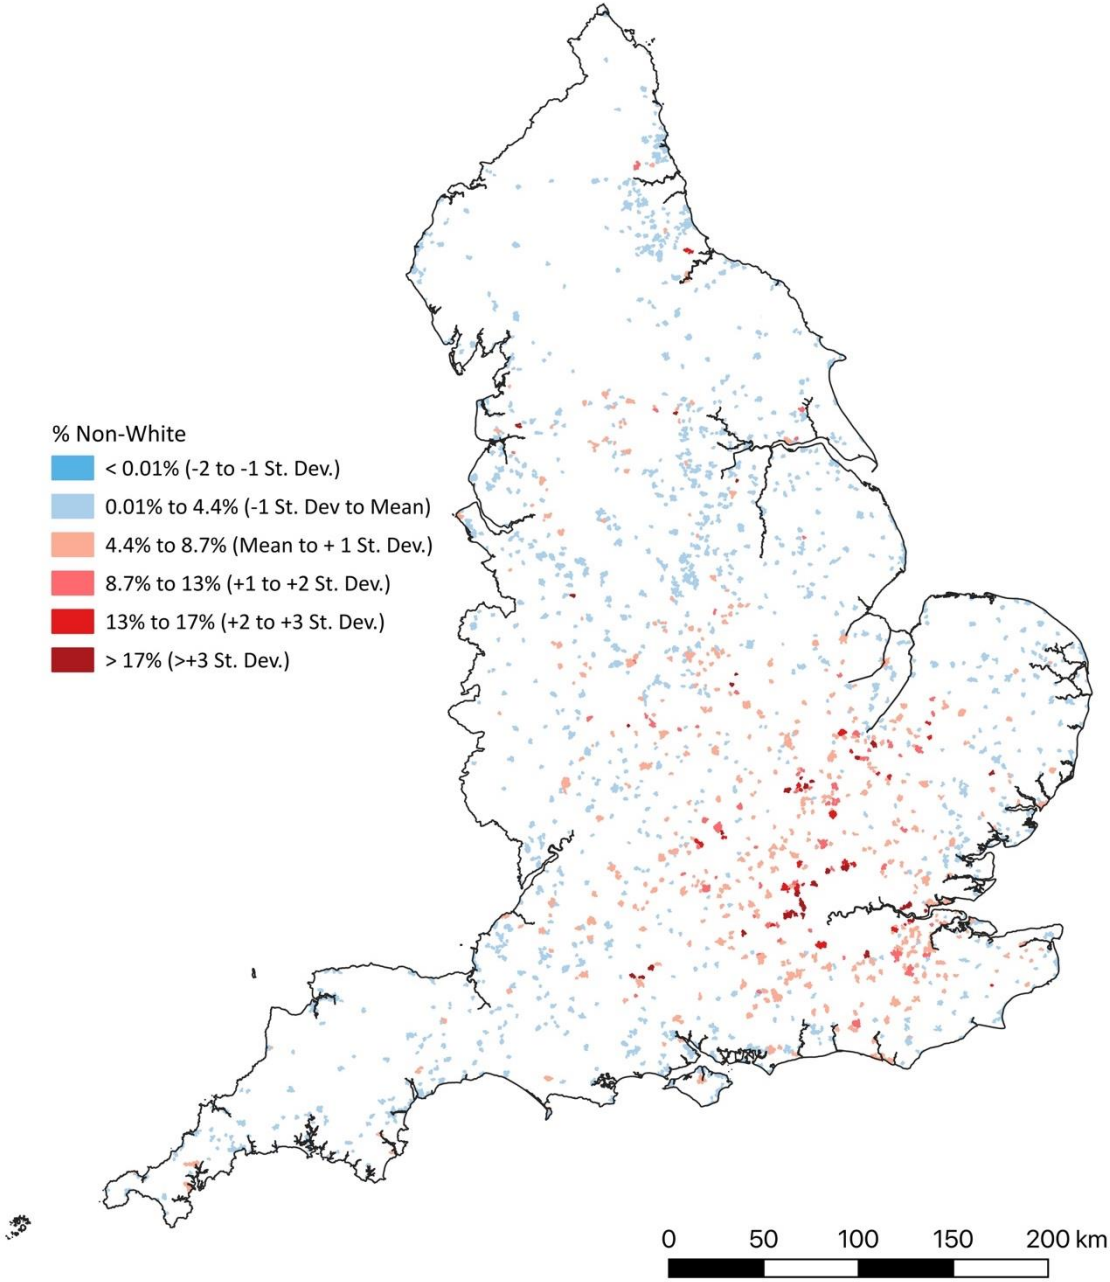 % Non-White
< 0.01% (-2 to -1 St. Dev.)
0.01% to 4.4% (-1 St. Dev to Mean)
4.4% to 8.7% (Mean to + 1 St. Dev.)
8.7% to 13% (+1 to +2 St. Dev.)
13% to 17% (+2 to +3 St. Dev.)
> 17% (>+3 St. Dev.)
0 50 100 150 200 km